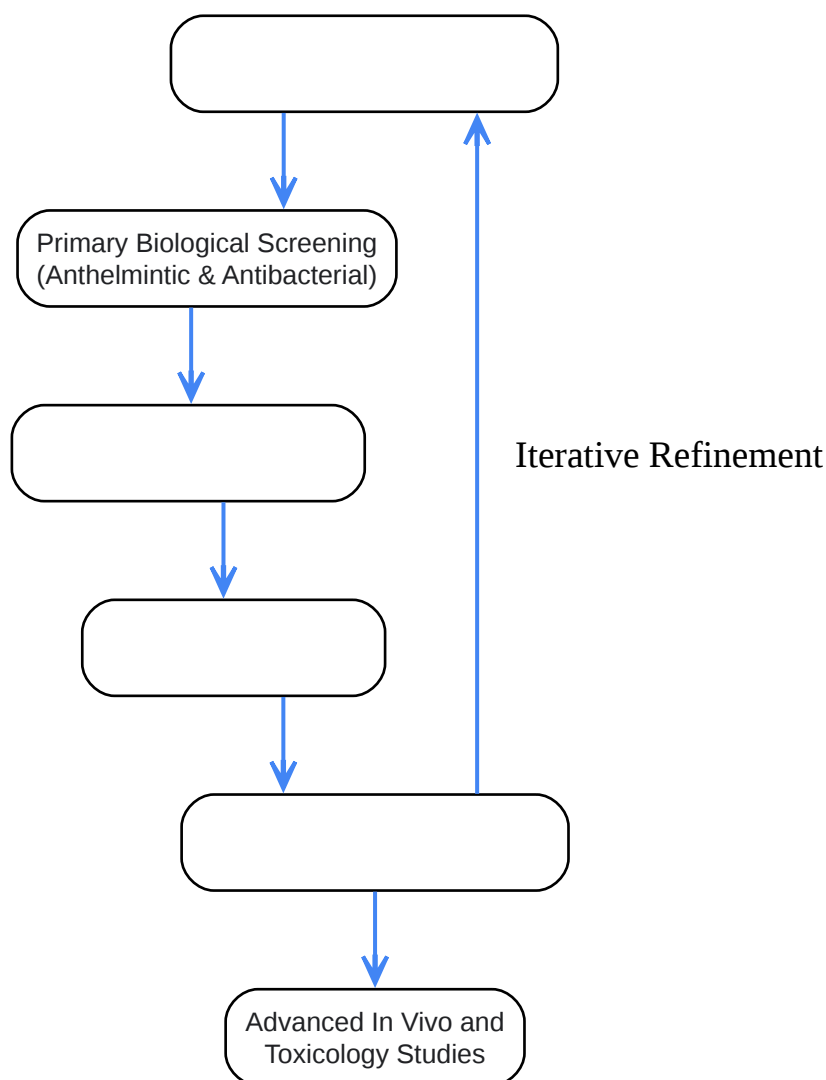 Primary Biological Screening
(Anthelmintic & Antibacterial)
Iterative Refinement
Advanced In Vivo and
Toxicology Studies